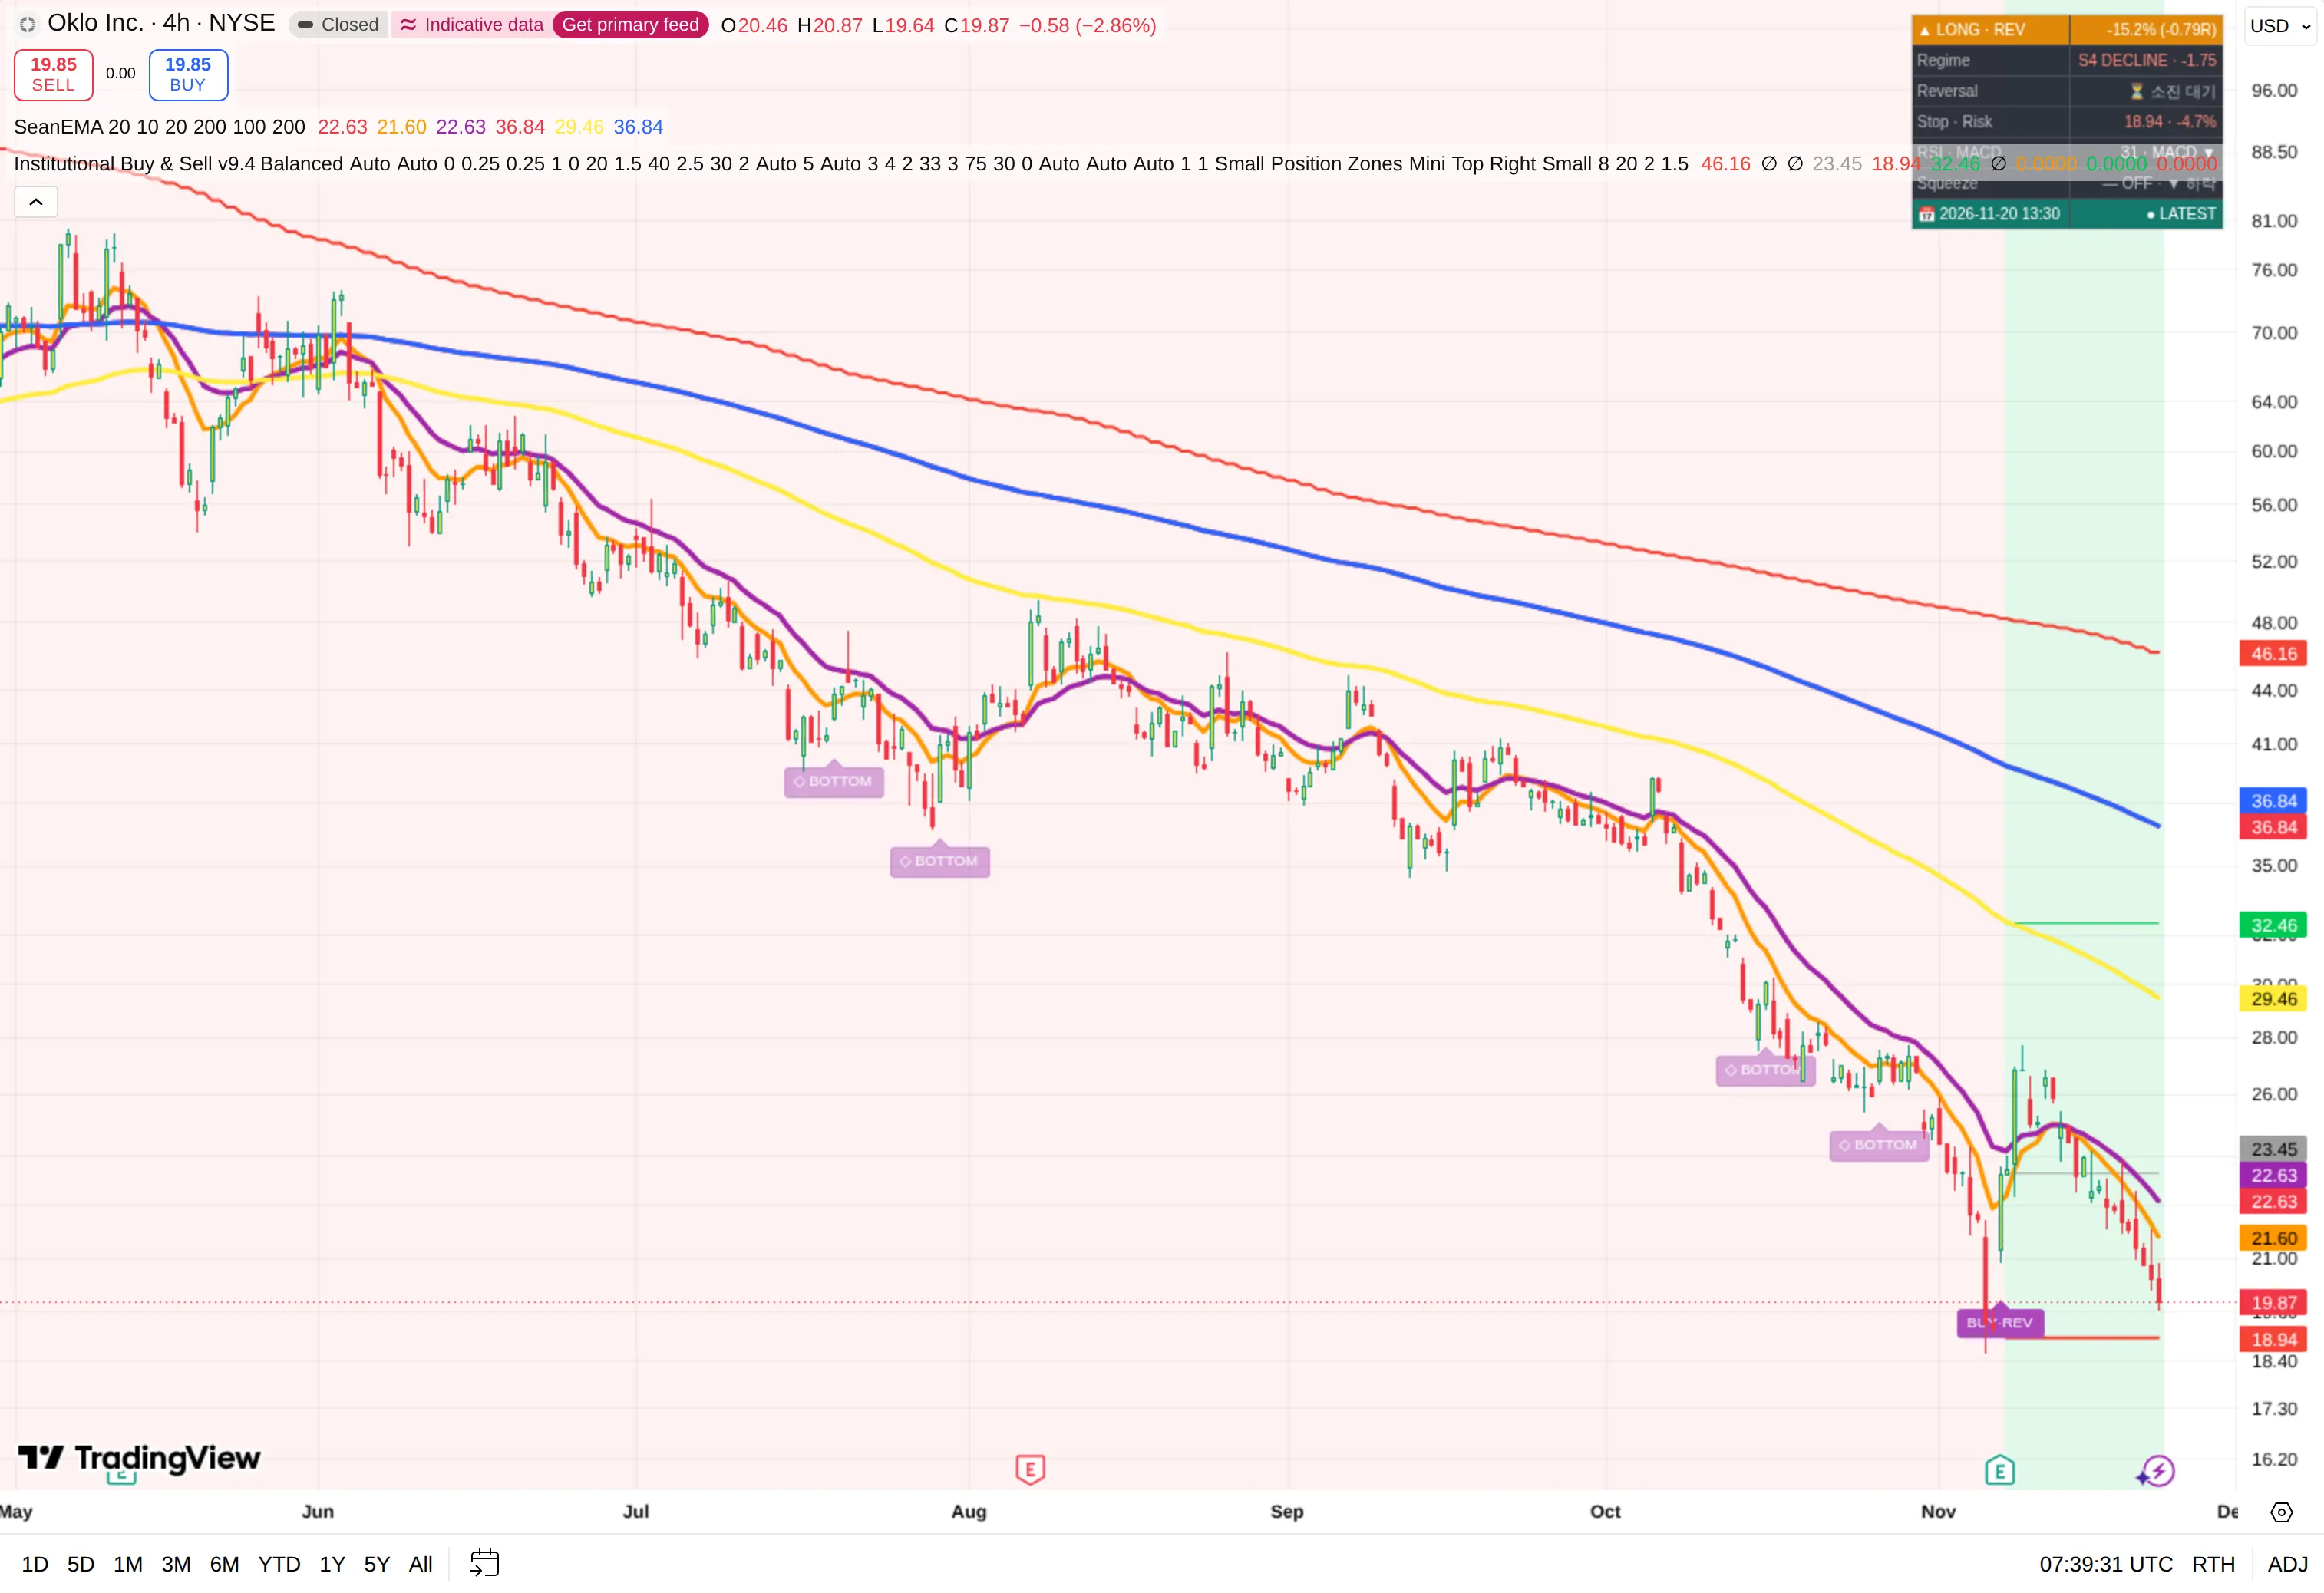 Oklo Inc. · 4h · NYSE Closed Indicative data Get primary feed O20.46 H20.87 L19.64 C19.87 −0.58 (−2.86%)
19.85 SELL 0.00 19.85 BUY
SeanEMA 20 10 20 200 100 200 22.63 21.60 22.63 36.84 29.46 36.84
Institutional Buy & Sell v9.4 Balanced Auto Auto 0 0.25 0.25 1 0 20 1.5 40 2.5 30 2 Auto 5 Auto 3 4 2 33 3 75 30 0 Auto Auto Auto 1 1 Small Position Zones Mini Top Right Small 8 20 2 1.5 46.16 ∅ ∅ 23.45 18.94 32.46 ∅ 0.0000 0.0000 0.0000
▲ LONG · REV -15.2% (-0.79R)
Regime S4 DECLINE · -1.75
Reversal ⏳ 소진 대기
Stop · Risk 18.94 · -4.7%
RSI · MACD 31 · MACD ▼
Squeeze — OFF · ▼ 하락
📅 2026-11-20 13:30 ● LATEST
USD
96.00
88.50
81.00
76.00
70.00
64.00
60.00
56.00
52.00
48.00
46.16
44.00
41.00
36.84
36.84
35.00
32.46
29.46
28.00
26.00
23.45
22.63
22.63
21.60
21.00
19.87
18.94
18.40
17.30
16.20
◇ BOTTOM
◇ BOTTOM
◇ BOTTOM
◇ BOTTOM
BUY-REV
TradingView
E
E
E
May Jun Jul Aug Sep Oct Nov De
1D 5D 1M 3M 6M YTD 1Y 5Y All
07:39:31 UTC RTH ADJ